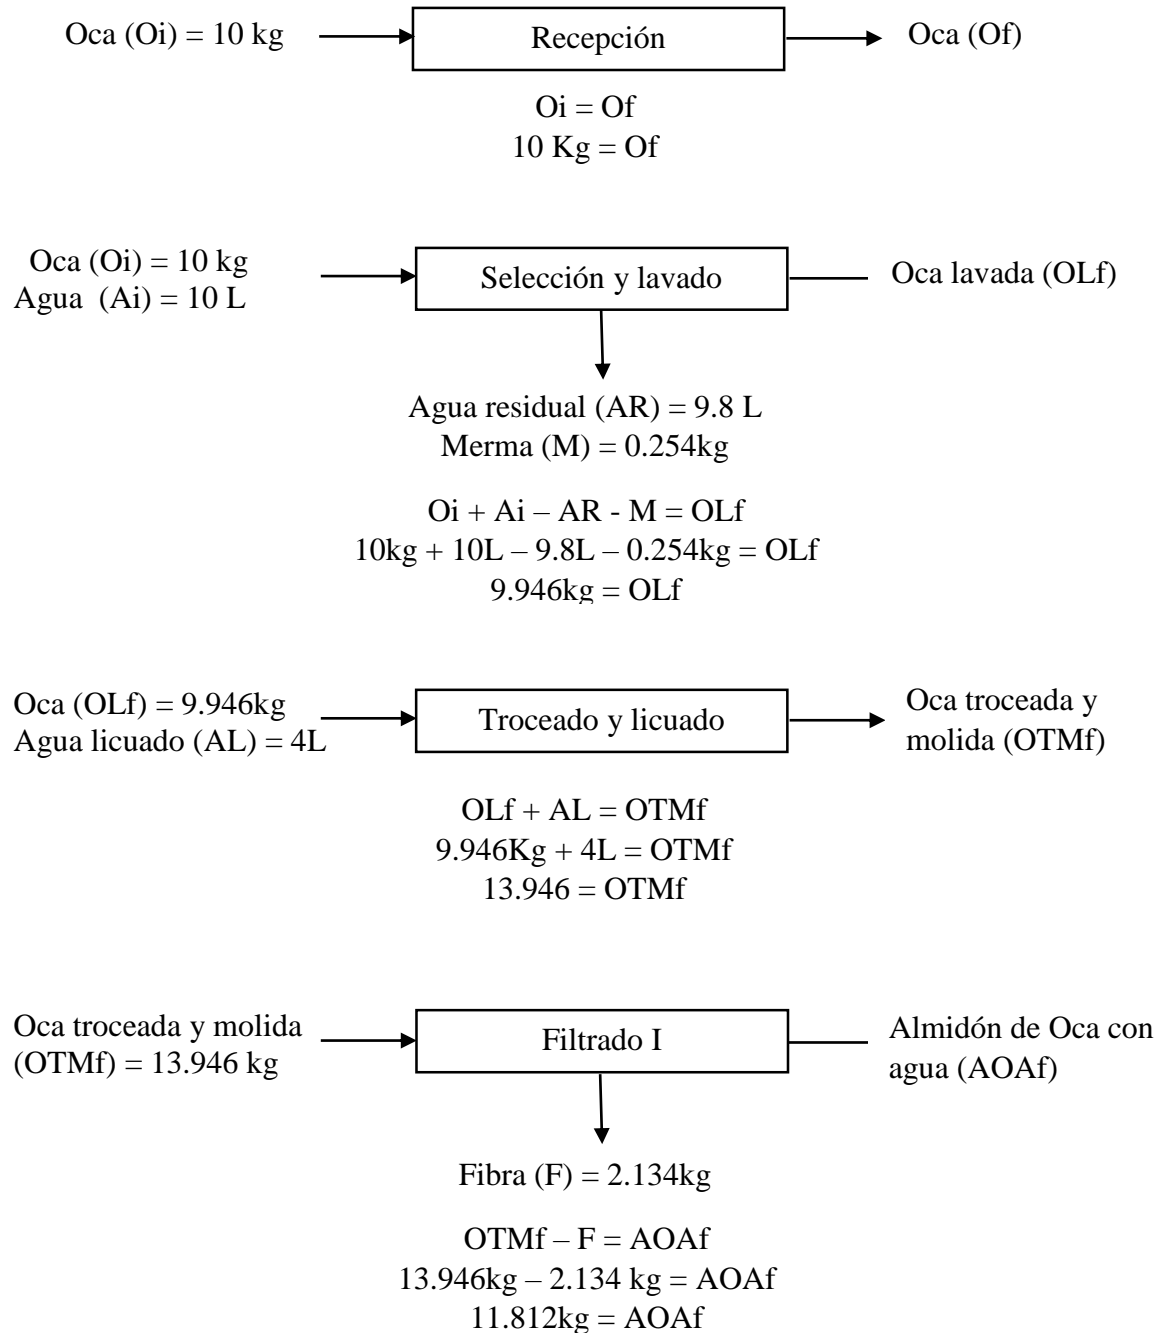 Oca (Oi) = 10 kg
Recepción
Oca (Of)
Oi = Of
10 Kg = Of
Oca (Oi) = 10 kg
Agua (Ai) = 10 L
Selección y lavado
Oca lavada (OLf)
Agua residual (AR) = 9.8 L
Merma (M) = 0.254kg
Oi + Ai – AR - M = OLf
10kg + 10L – 9.8L – 0.254kg = OLf
9.946kg = OLf
Oca (OLf) = 9.946kg
Agua licuado (AL) = 4L
Troceado y licuado
Oca troceada y
molida (OTMf)
OLf + AL = OTMf
9.946Kg + 4L = OTMf
13.946 = OTMf
Oca troceada y molida
(OTMf) = 13.946 kg
Filtrado I
Almidón de Oca con
agua (AOAf)
Fibra (F) = 2.134kg
OTMf – F = AOAf
13.946kg – 2.134 kg = AOAf
11.812kg = AOAf